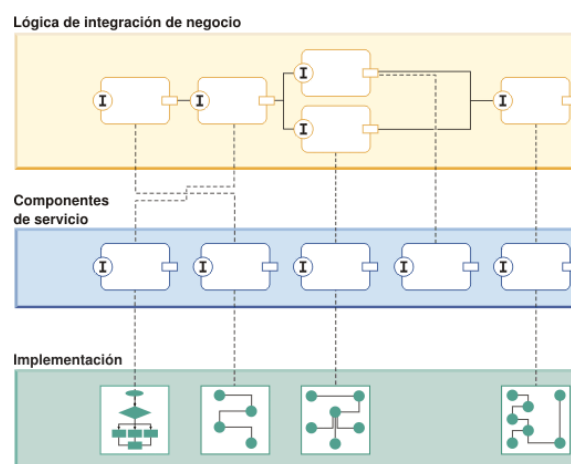 Lógica de integración de negocio
I
I
I
I
I
Componentes
de servicio
I
I
I
I
I
Implementación